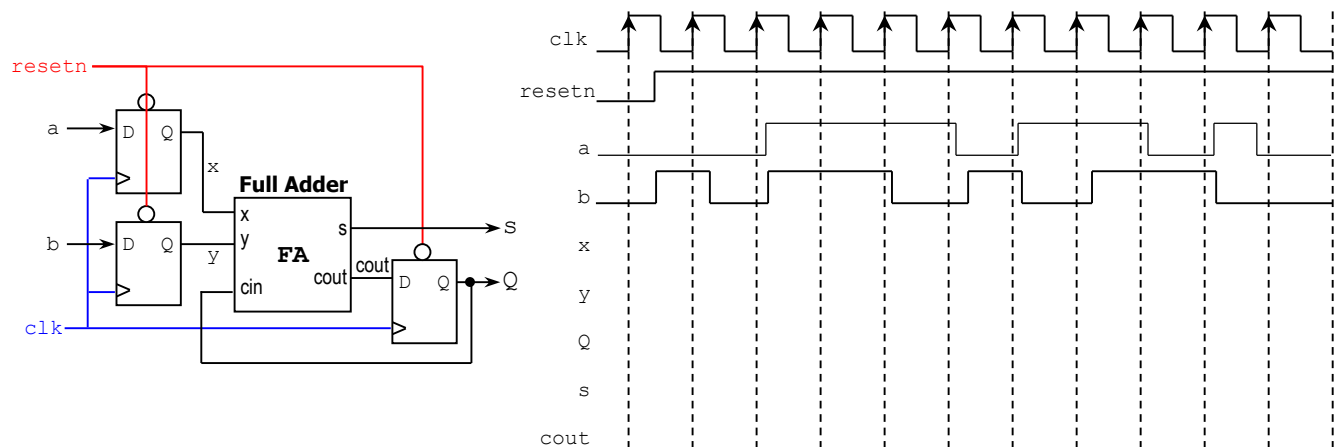 resetn
a
D Q
x
Full Adder
x
s
s
b
D Q
y
y
FA
cout
cout
cin
D Q
Q
clk
clk
resetn
a
b
x
y
Q
s
cout